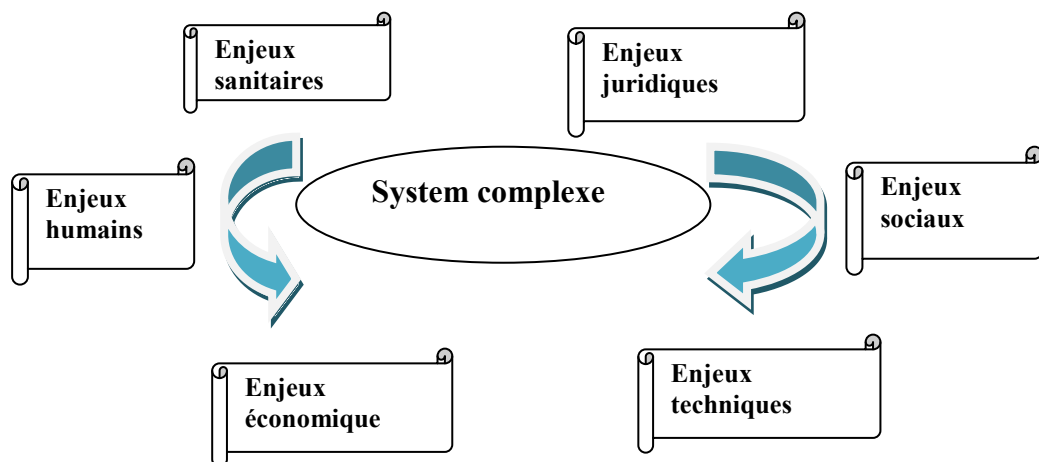 Enjeux
sanitaires
Enjeux
juridiques
Enjeux
humains
System complexe
Enjeux
sociaux
Enjeux
économique
Enjeux
techniques